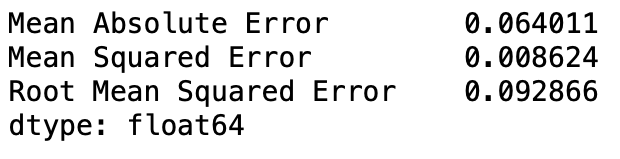 Mean Absolute Error        0.064011
Mean Squared Error         0.008624
Root Mean Squared Error    0.092866
dtype: float64